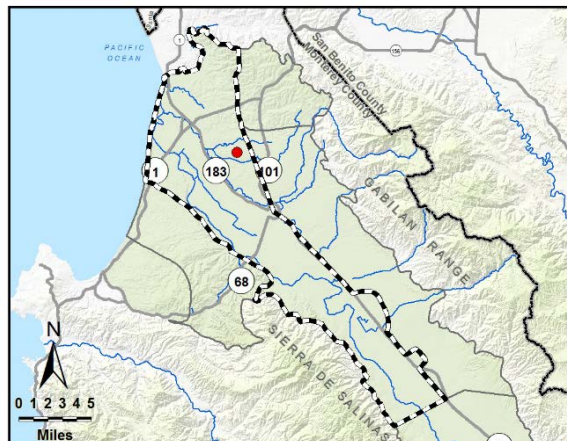 1
PACIFIC
OCEAN
San Benito County
Monterey County
156
183
101
1
GABILAN RANGE
68
SIERRA DE SALINAS
N
0 1 2 3 4 5
Miles